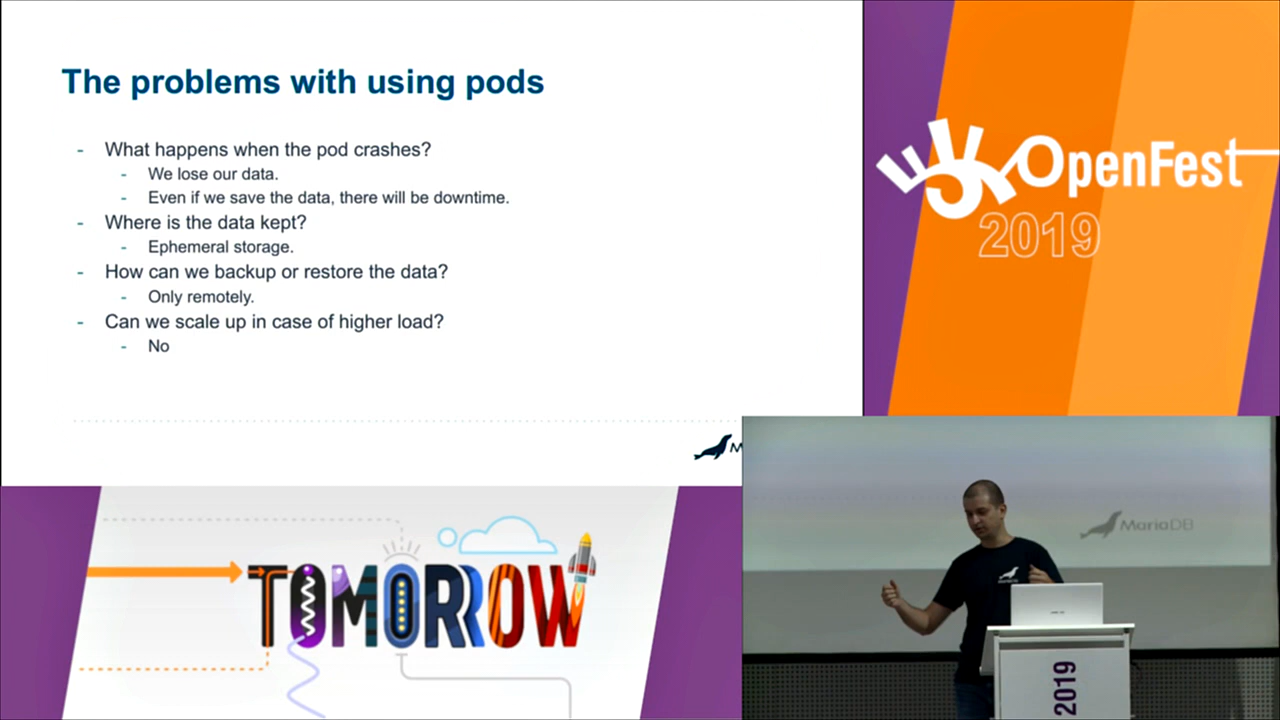 The problems with using pods
- What happens when the pod crashes?
- We lose our data.
- Even if we save the data, there will be downtime.
- Where is the data kept?
- Ephemeral storage.
- How can we backup or restore the data?
- Only remotely.
- Can we scale up in case of higher load?
- No
OpenFest
2019
TOMORROW
MariaDB
2019